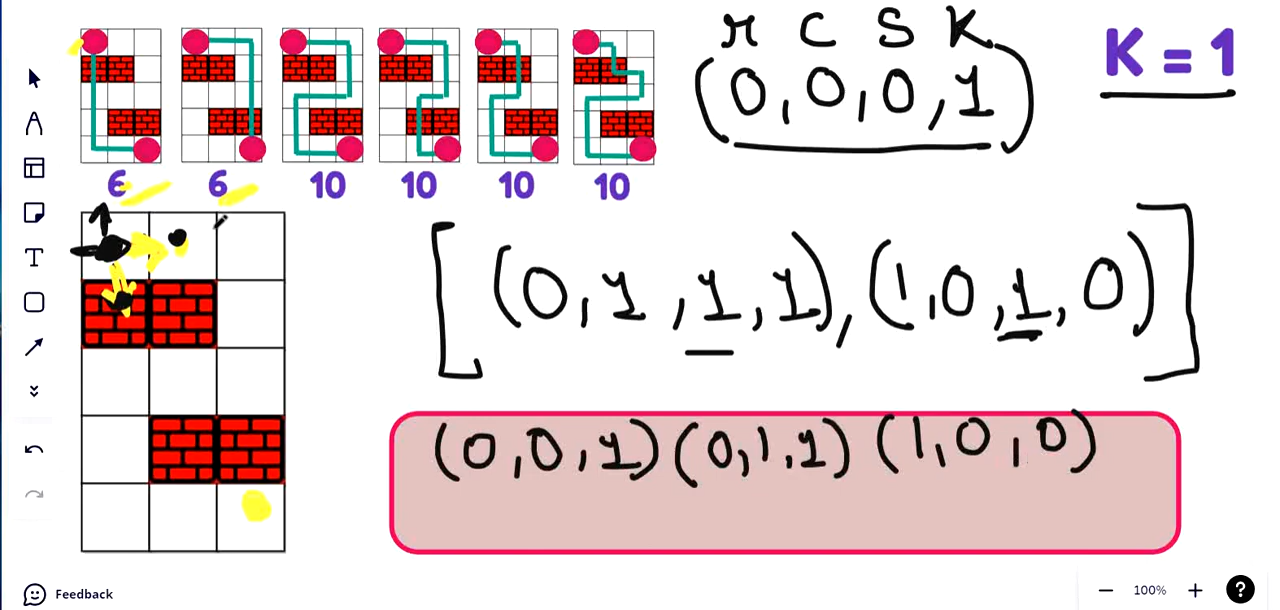 r c s K
(0,0,0,1)
K = 1
6 6 10 10 10 10
[(0,1,1,1),(1,0,1,0)]
(0,0,1)(0,1,1)(1,0,0)
T
Feedback
100%
?